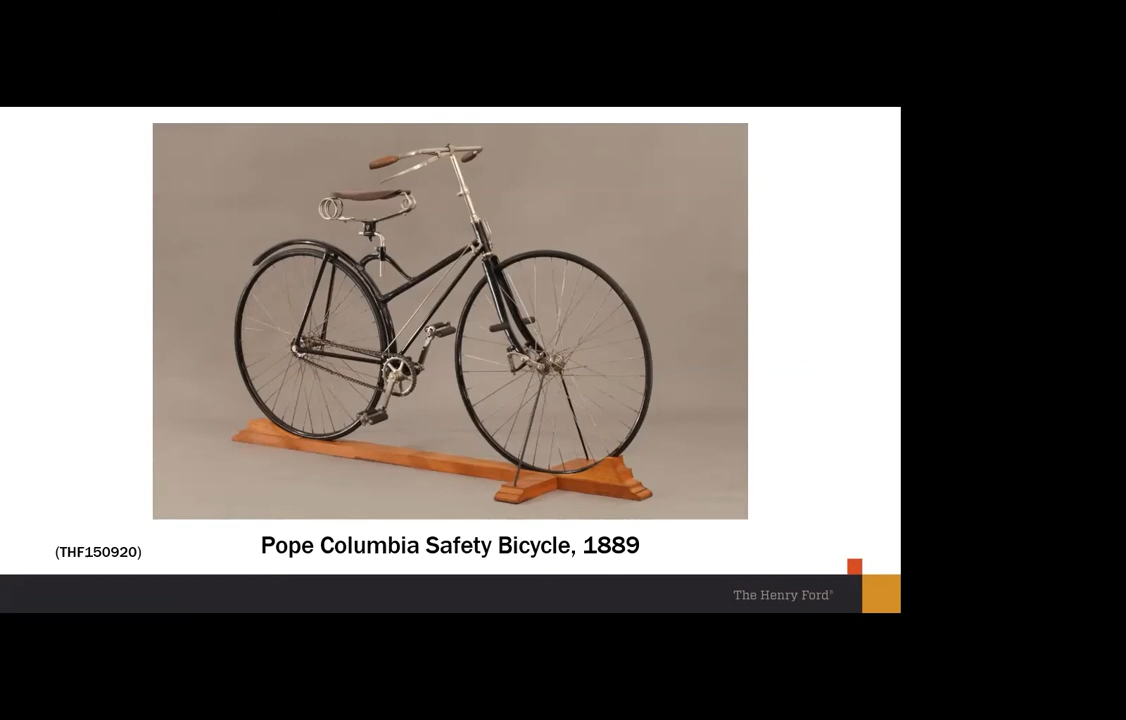 Pope Columbia Safety Bicycle, 1889
(THF150920)
The Henry Ford®